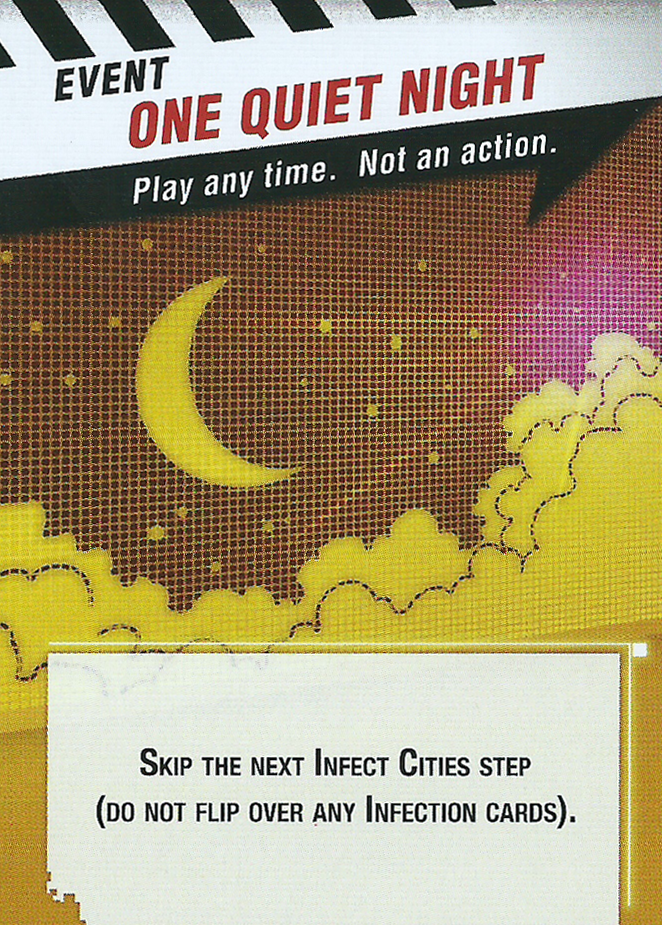 EVENT
ONE QUIET NIGHT
Play any time. Not an action.
Skip the next Infect Cities step
(do not flip over any Infection cards).